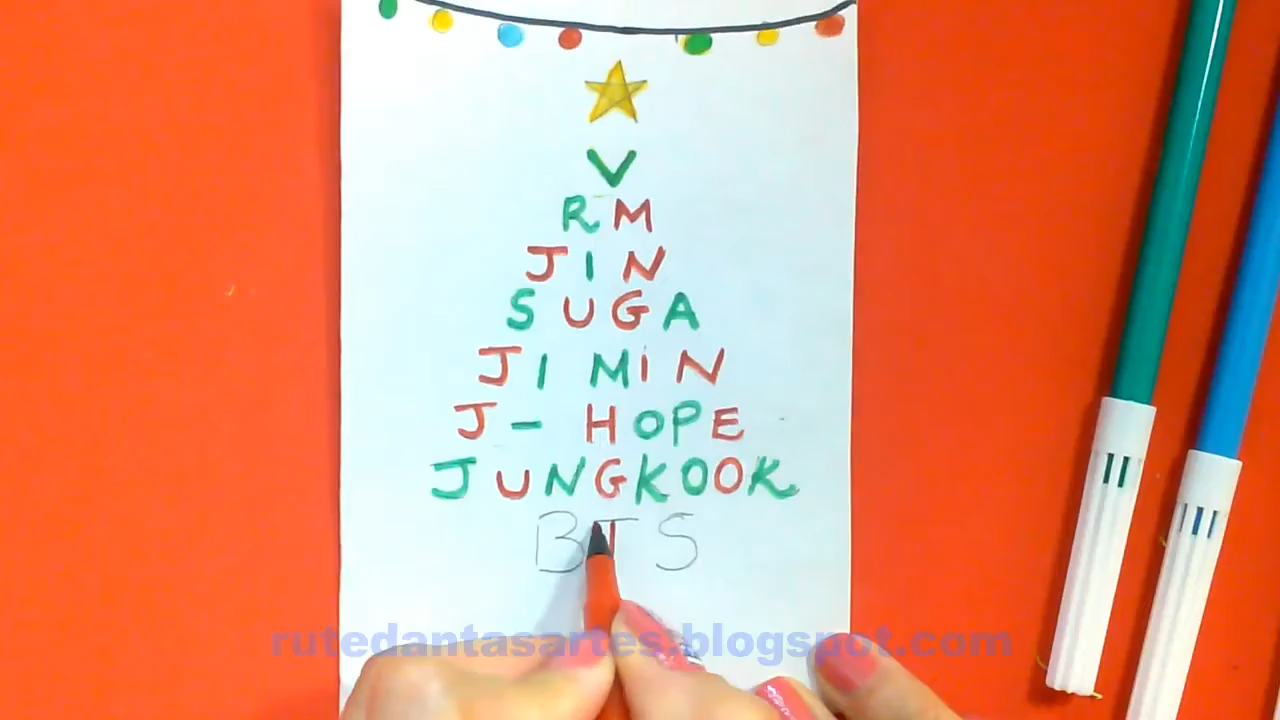 V
RM
JIN
SUGA
JIMIN
J-HOPE
JUNGKOOK
BTS
rutedantasartes.blogspot.com